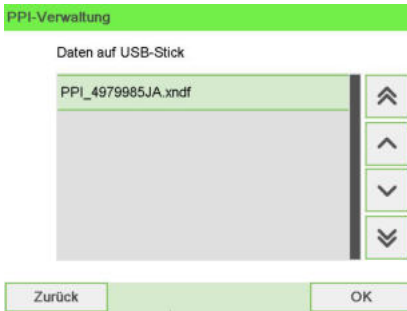 PPI-Verwaltung
Daten auf USB-Stick
PPI_4979985JA.xndf
Zurück
OK